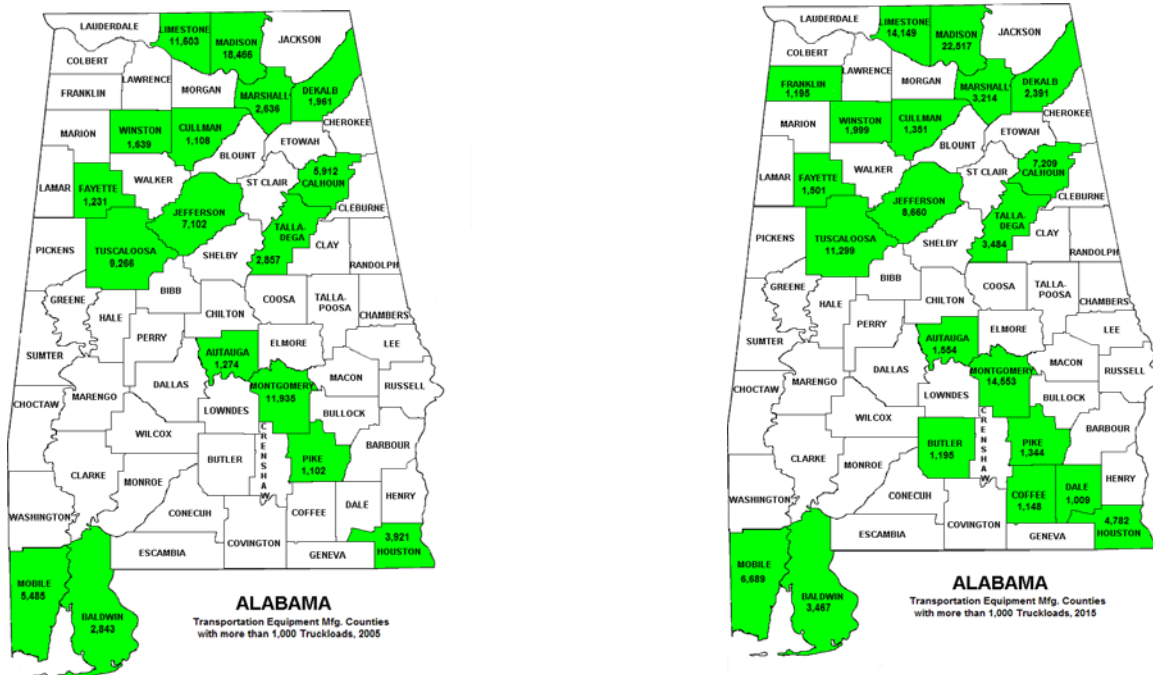 LAUDERDALE
LIMESTONE
11,603
MADISON
18,466
JACKSON
COLBERT
LAWRENCE
FRANKLIN
MORGAN
MARSHALL
2,636
DEKALB
1,961
MARION
WINSTON
1,639
CULLMAN
1,108
CHEROKEE
ETOWAH
BLOUNT
LAMAR
FAYETTE
1,231
WALKER
ST CLAIR
5,912
CALHOUN
CLEBURNE
JEFFERSON
7,102
TALLA-
DEGA
2,857
PICKENS
TUSCALOOSA
9,266
SHELBY
CLAY
RANDOLPH
GREENE
BIBB
HALE
CHILTON
COOSA
TALLA-
POOSA
CHAMBERS
PERRY
SUMTER
AUTAUGA
1,274
ELMORE
LEE
DALLAS
MONTGOMERY
11,935
MACON
RUSSELL
CHOCTAW
MARENGO
LOWNDES
BULLOCK
WILCOX
CRENSHAW
BARBOUR
CLARKE
BUTLER
PIKE
1,102
MONROE
HENRY
WASHINGTON
CONECUH
COFFEE
DALE
COVINGTON
3,921
HOUSTON
ESCAMBIA
GENEVA
MOBILE
5,485
BALDWIN
2,843
ALABAMA
Transportation Equipment Mfg. Counties
with more than 1,000 Truckloads, 2005
LAUDERDALE
LIMESTONE
14,149
MADISON
22,517
JACKSON
COLBERT
LAWRENCE
FRANKLIN
1,195
MORGAN
MARSHALL
3,214
DEKALB
2,391
MARION
WINSTON
1,999
CULLMAN
1,351
CHEROKEE
ETOWAH
BLOUNT
LAMAR
FAYETTE
1,501
WALKER
ST CLAIR
7,209
CALHOUN
CLEBURNE
JEFFERSON
8,660
TALLA-
DEGA
3,484
PICKENS
TUSCALOOSA
11,299
SHELBY
CLAY
RANDOLPH
GREENE
BIBB
HALE
CHILTON
COOSA
TALLA-
POOSA
CHAMBERS
PERRY
SUMTER
AUTAUGA
1,554
ELMORE
LEE
DALLAS
MONTGOMERY
14,553
MACON
RUSSELL
CHOCTAW
MARENGO
LOWNDES
BULLOCK
WILCOX
CRENSHAW
BARBOUR
CLARKE
BUTLER
1,195
PIKE
1,344
MONROE
HENRY
WASHINGTON
CONECUH
COFFEE
1,148
DALE
1,009
COVINGTON
4,782
HOUSTON
ESCAMBIA
GENEVA
MOBILE
6,689
BALDWIN
3,467
ALABAMA
Transportation Equipment Mfg. Counties
with more than 1,000 Truckloads, 2015